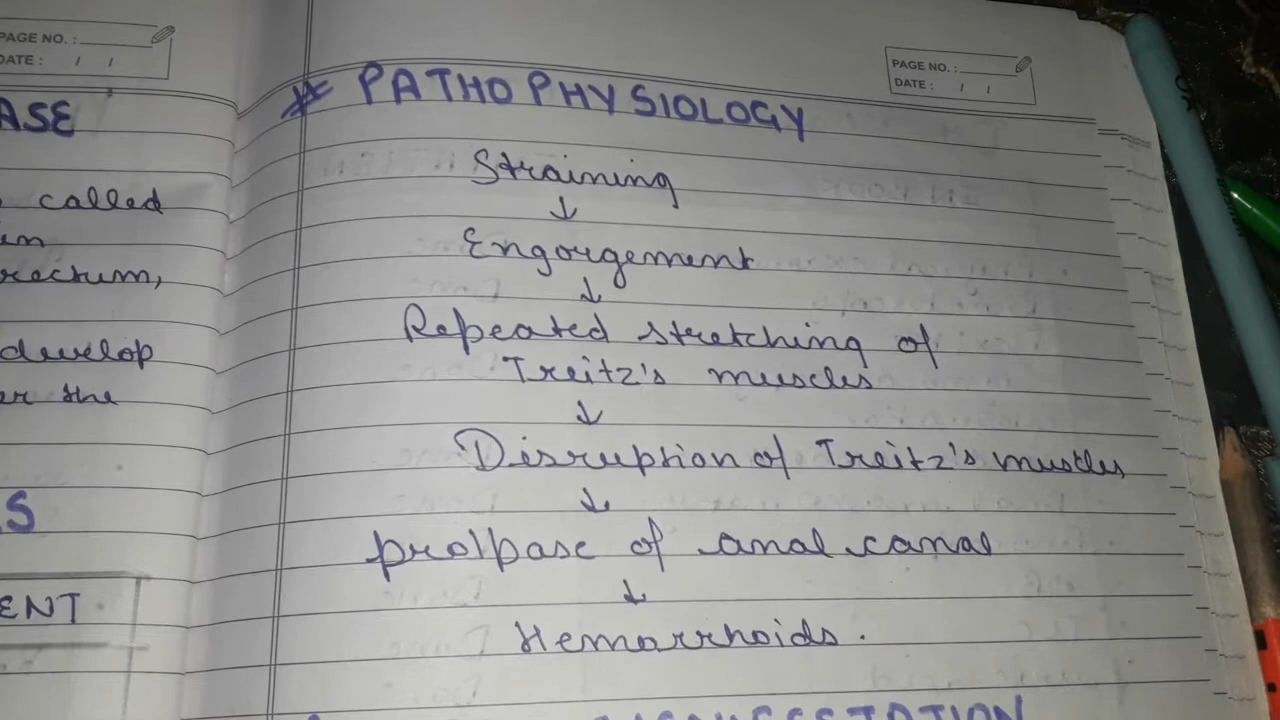 PAGE NO. :
DATE : / /
ASE
called
rectum,
develop
the
ENT
PAGE NO. :
DATE : / /
* PATHOPHYSIOLOGY
Straining
↓
Engorgement
↓
Repeated stretching of
Treitz's muscles
↓
Disruption of Treitz's muscles
↓
prolpase of anal canal
↓
Hemorrhoids.